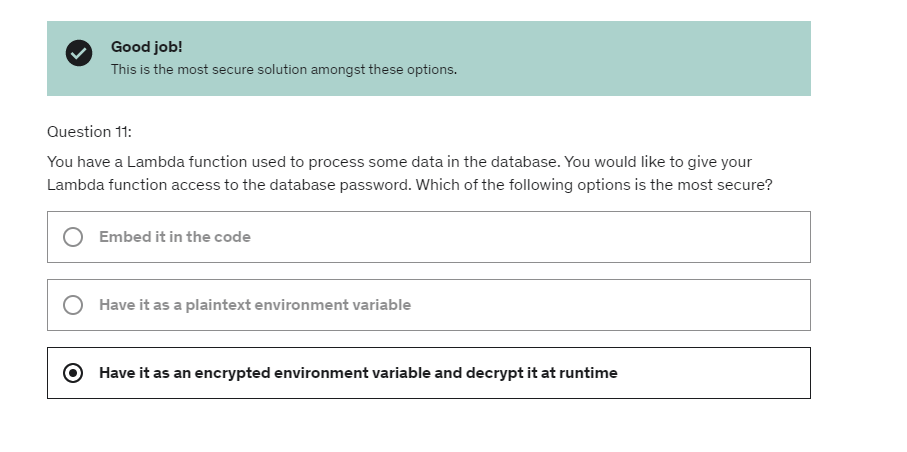 Good job!
This is the most secure solution amongst these options.
Question 11:
You have a Lambda function used to process some data in the database. You would like to give your
Lambda function access to the database password. Which of the following options is the most secure?
Embed it in the code
Have it as a plaintext environment variable
Have it as an encrypted environment variable and decrypt it at runtime